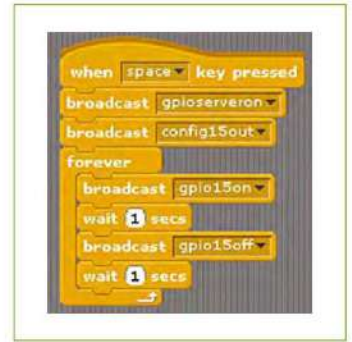 when space key pressed
broadcast gpioserveron
broadcast config15out
forever
broadcast gpio15on
wait 1 secs
broadcast gpio15off
wait 1 secs